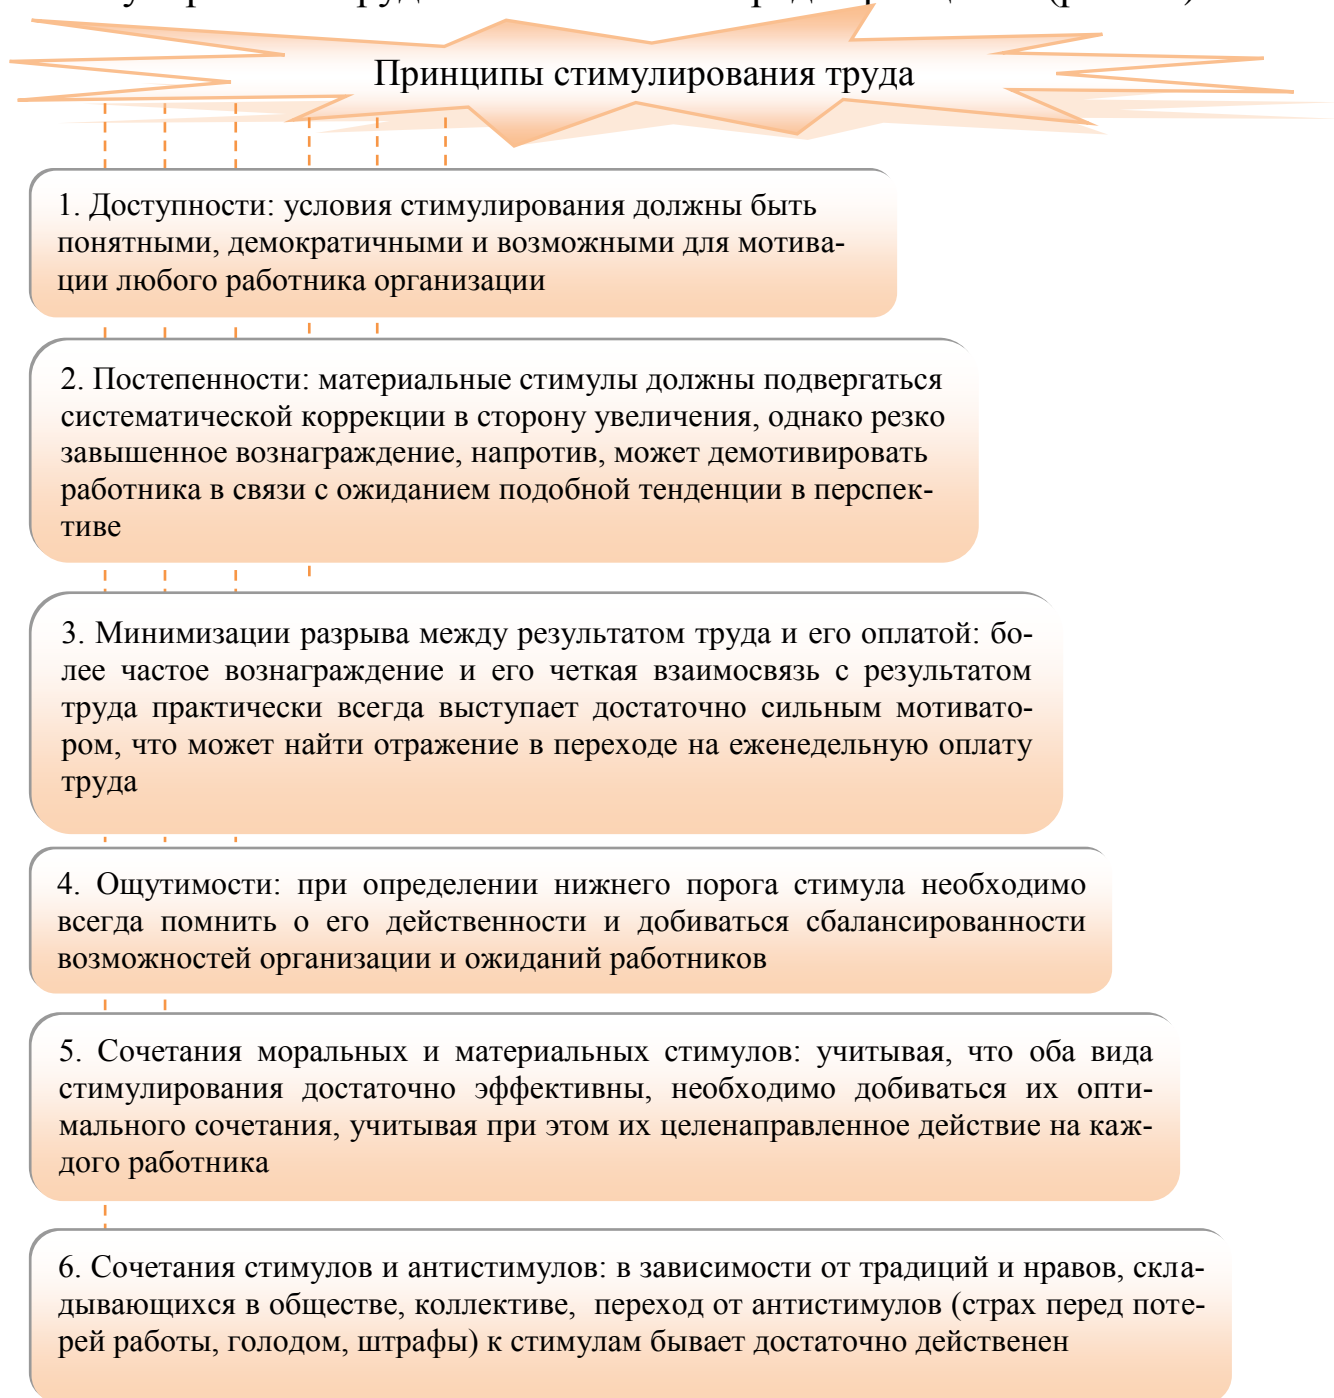 Принципы стимулирования труда
1. Доступности: условия стимулирования должны быть
понятными, демократичными и возможными для мотива-
ции любого работника организации
2. Постепенности: материальные стимулы должны подвергаться
систематической коррекции в сторону увеличения, однако резко
завышенное вознаграждение, напротив, может демотивировать
работника в связи с ожиданием подобной тенденции в перспек-
тиве
3. Минимизации разрыва между результатом труда и его оплатой: бо-
лее частое вознаграждение и его четкая взаимосвязь с результатом
труда практически всегда выступает достаточно сильным мотивато-
ром, что может найти отражение в переходе на еженедельную оплату
труда
4. Ощутимости: при определении нижнего порога стимула необходимо
всегда помнить о его действенности и добиваться сбалансированности
возможностей организации и ожиданий работников
5. Сочетания моральных и материальных стимулов: учитывая, что оба вида
стимулирования достаточно эффективны, необходимо добиваться их опти-
мального сочетания, учитывая при этом их целенаправленное действие на каж-
дого работника
6. Сочетания стимулов и антистимулов: в зависимости от традиций и нравов, скла-
дывающихся в обществе, коллективе, переход от антистимулов (страх перед поте-
рей работы, голодом, штрафы) к стимулам бывает достаточно действенен